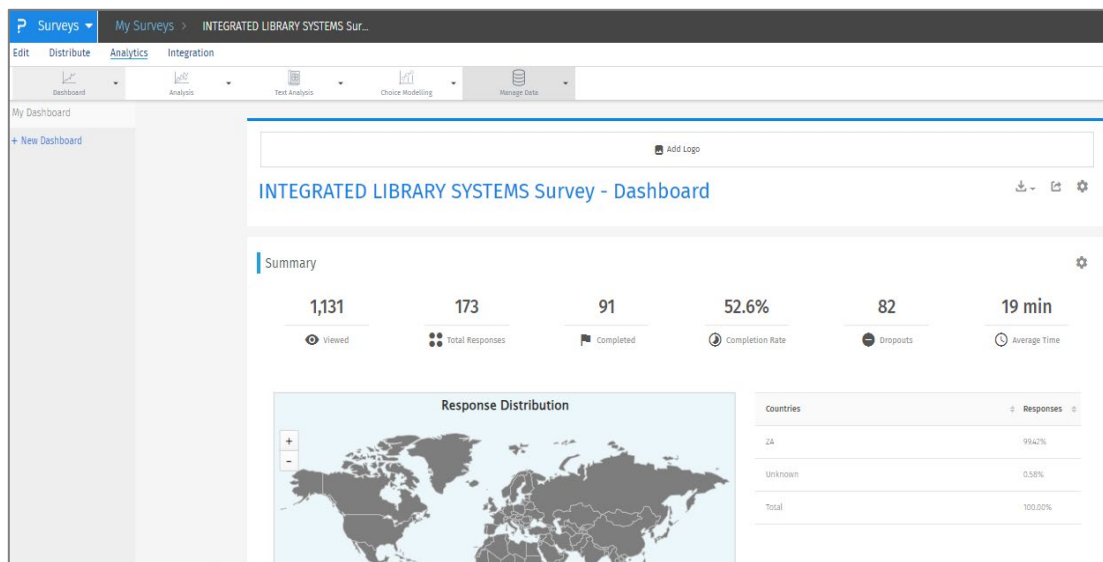 Surveys My Surveys > INTEGRATED LIBRARY SYSTEMS Sur...
Edit Distribute Analytics Integration
Dashboard Analysis Text Analysis Choice Modelling Manage Data
My Dashboard
+ New Dashboard
Add Logo
INTEGRATED LIBRARY SYSTEMS Survey - Dashboard
Summary
1,131 173 91 52.6% 82 19 min
Viewed Total Responses Completed Completion Rate Dropouts Average Time
Response Distribution
+
-
Countries Responses
ZA 99.42%
Unknown 0.58%
Total 100.00%